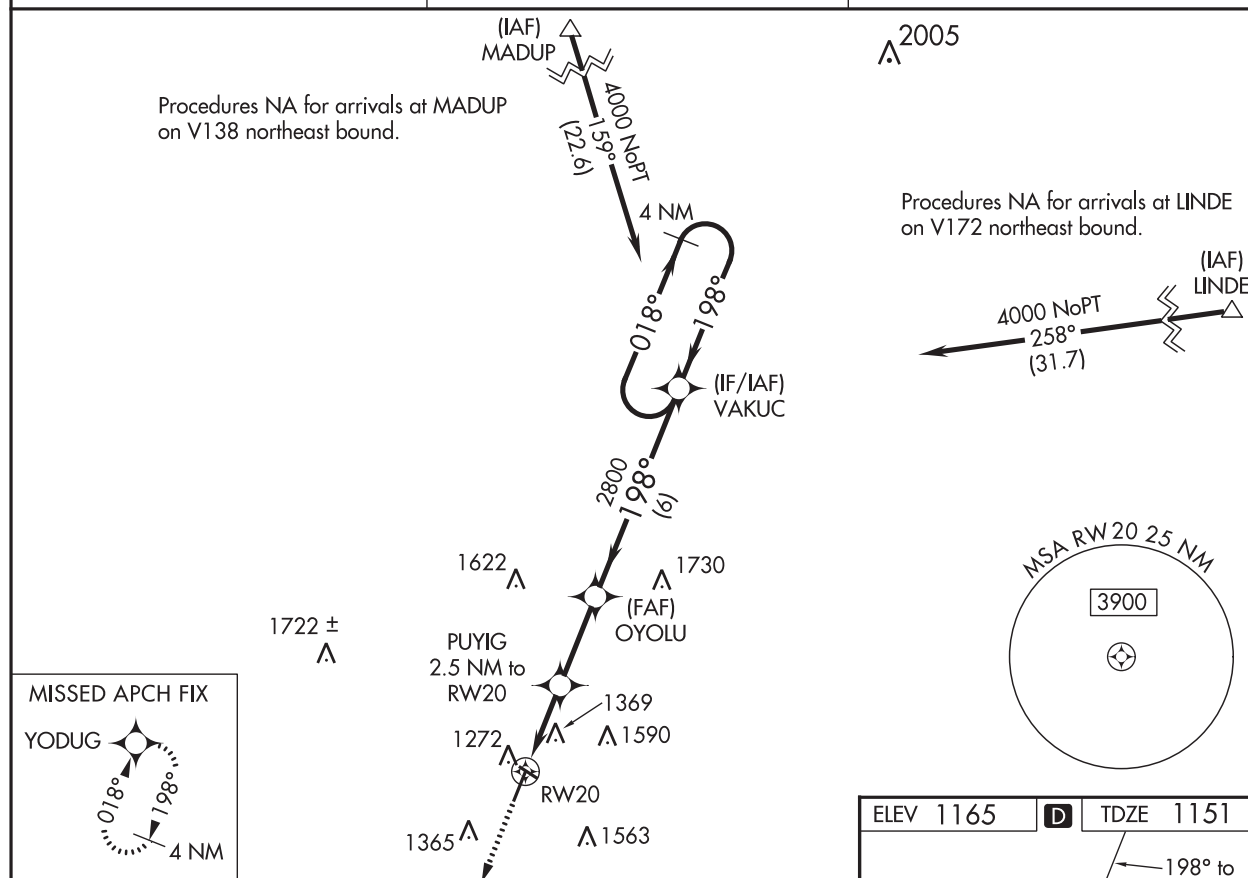 (IAF)
MADUP
2005
Procedures NA for arrivals at MADUP
on V138 northeast bound.
4000 NoPT
159°
(22.6)
4 NM
018°
198°
Procedures NA for arrivals at LINDE
on V172 northeast bound.
(IAF)
LINDE
4000 NoPT
258°
(31.7)
(IF/IAF)
VAKUC
2800
198°
(6)
1622
1730
(FAF)
OYOLU
1722 ±
PUYIG
2.5 NM to
RW20
1369
1272
1590
RW20
1365
1563
MSA RW 20 25 NM
3900
MISSED APCH FIX
YODUG
018°
198°
4 NM
ELEV 1165 D TDZE 1151
198° to